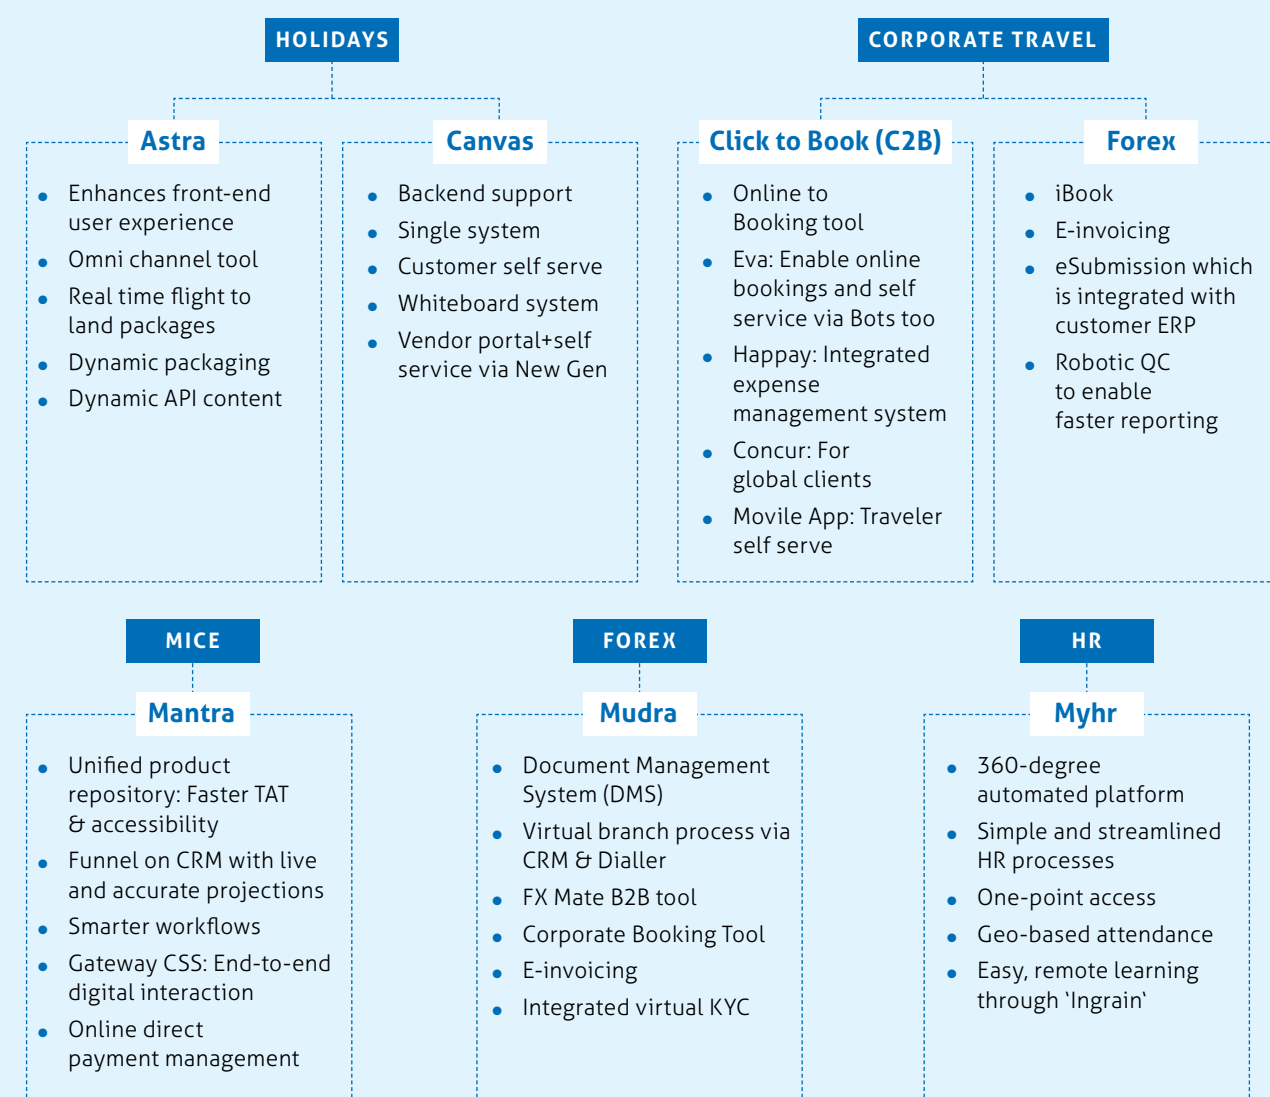 HOLIDAYS
Astra
Enhances front-end
user experience
Omni channel tool
Real time flight to
land packages
Dynamic packaging
Dynamic API content
Canvas
Backend support
Single system
Customer self serve
Whiteboard system
Vendor portal+self
service via New Gen
CORPORATE TRAVEL
Click to Book (C2B)
Online to
Booking tool
Eva: Enable online
bookings and self
service via Bots too
Happay: Integrated
expense
management system
Concur: For
global clients
Movile App: Traveler
self serve
Forex
iBook
E-invoicing
eSubmission which
is integrated with
customer ERP
Robotic QC
to enable
faster reporting
MICE
Mantra
Unified product
repository: Faster TAT
& accessibility
Funnel on CRM with live
and accurate projections
Smarter workflows
Gateway CSS: End-to-end
digital interaction
Online direct
payment management
FOREX
Mudra
Document Management
System (DMS)
Virtual branch process via
CRM & Dialler
FX Mate B2B tool
Corporate Booking Tool
E-invoicing
Integrated virtual KYC
HR
Myhr
360-degree
automated platform
Simple and streamlined
HR processes
One-point access
Geo-based attendance
Easy, remote learning
through ‘Ingrain‘